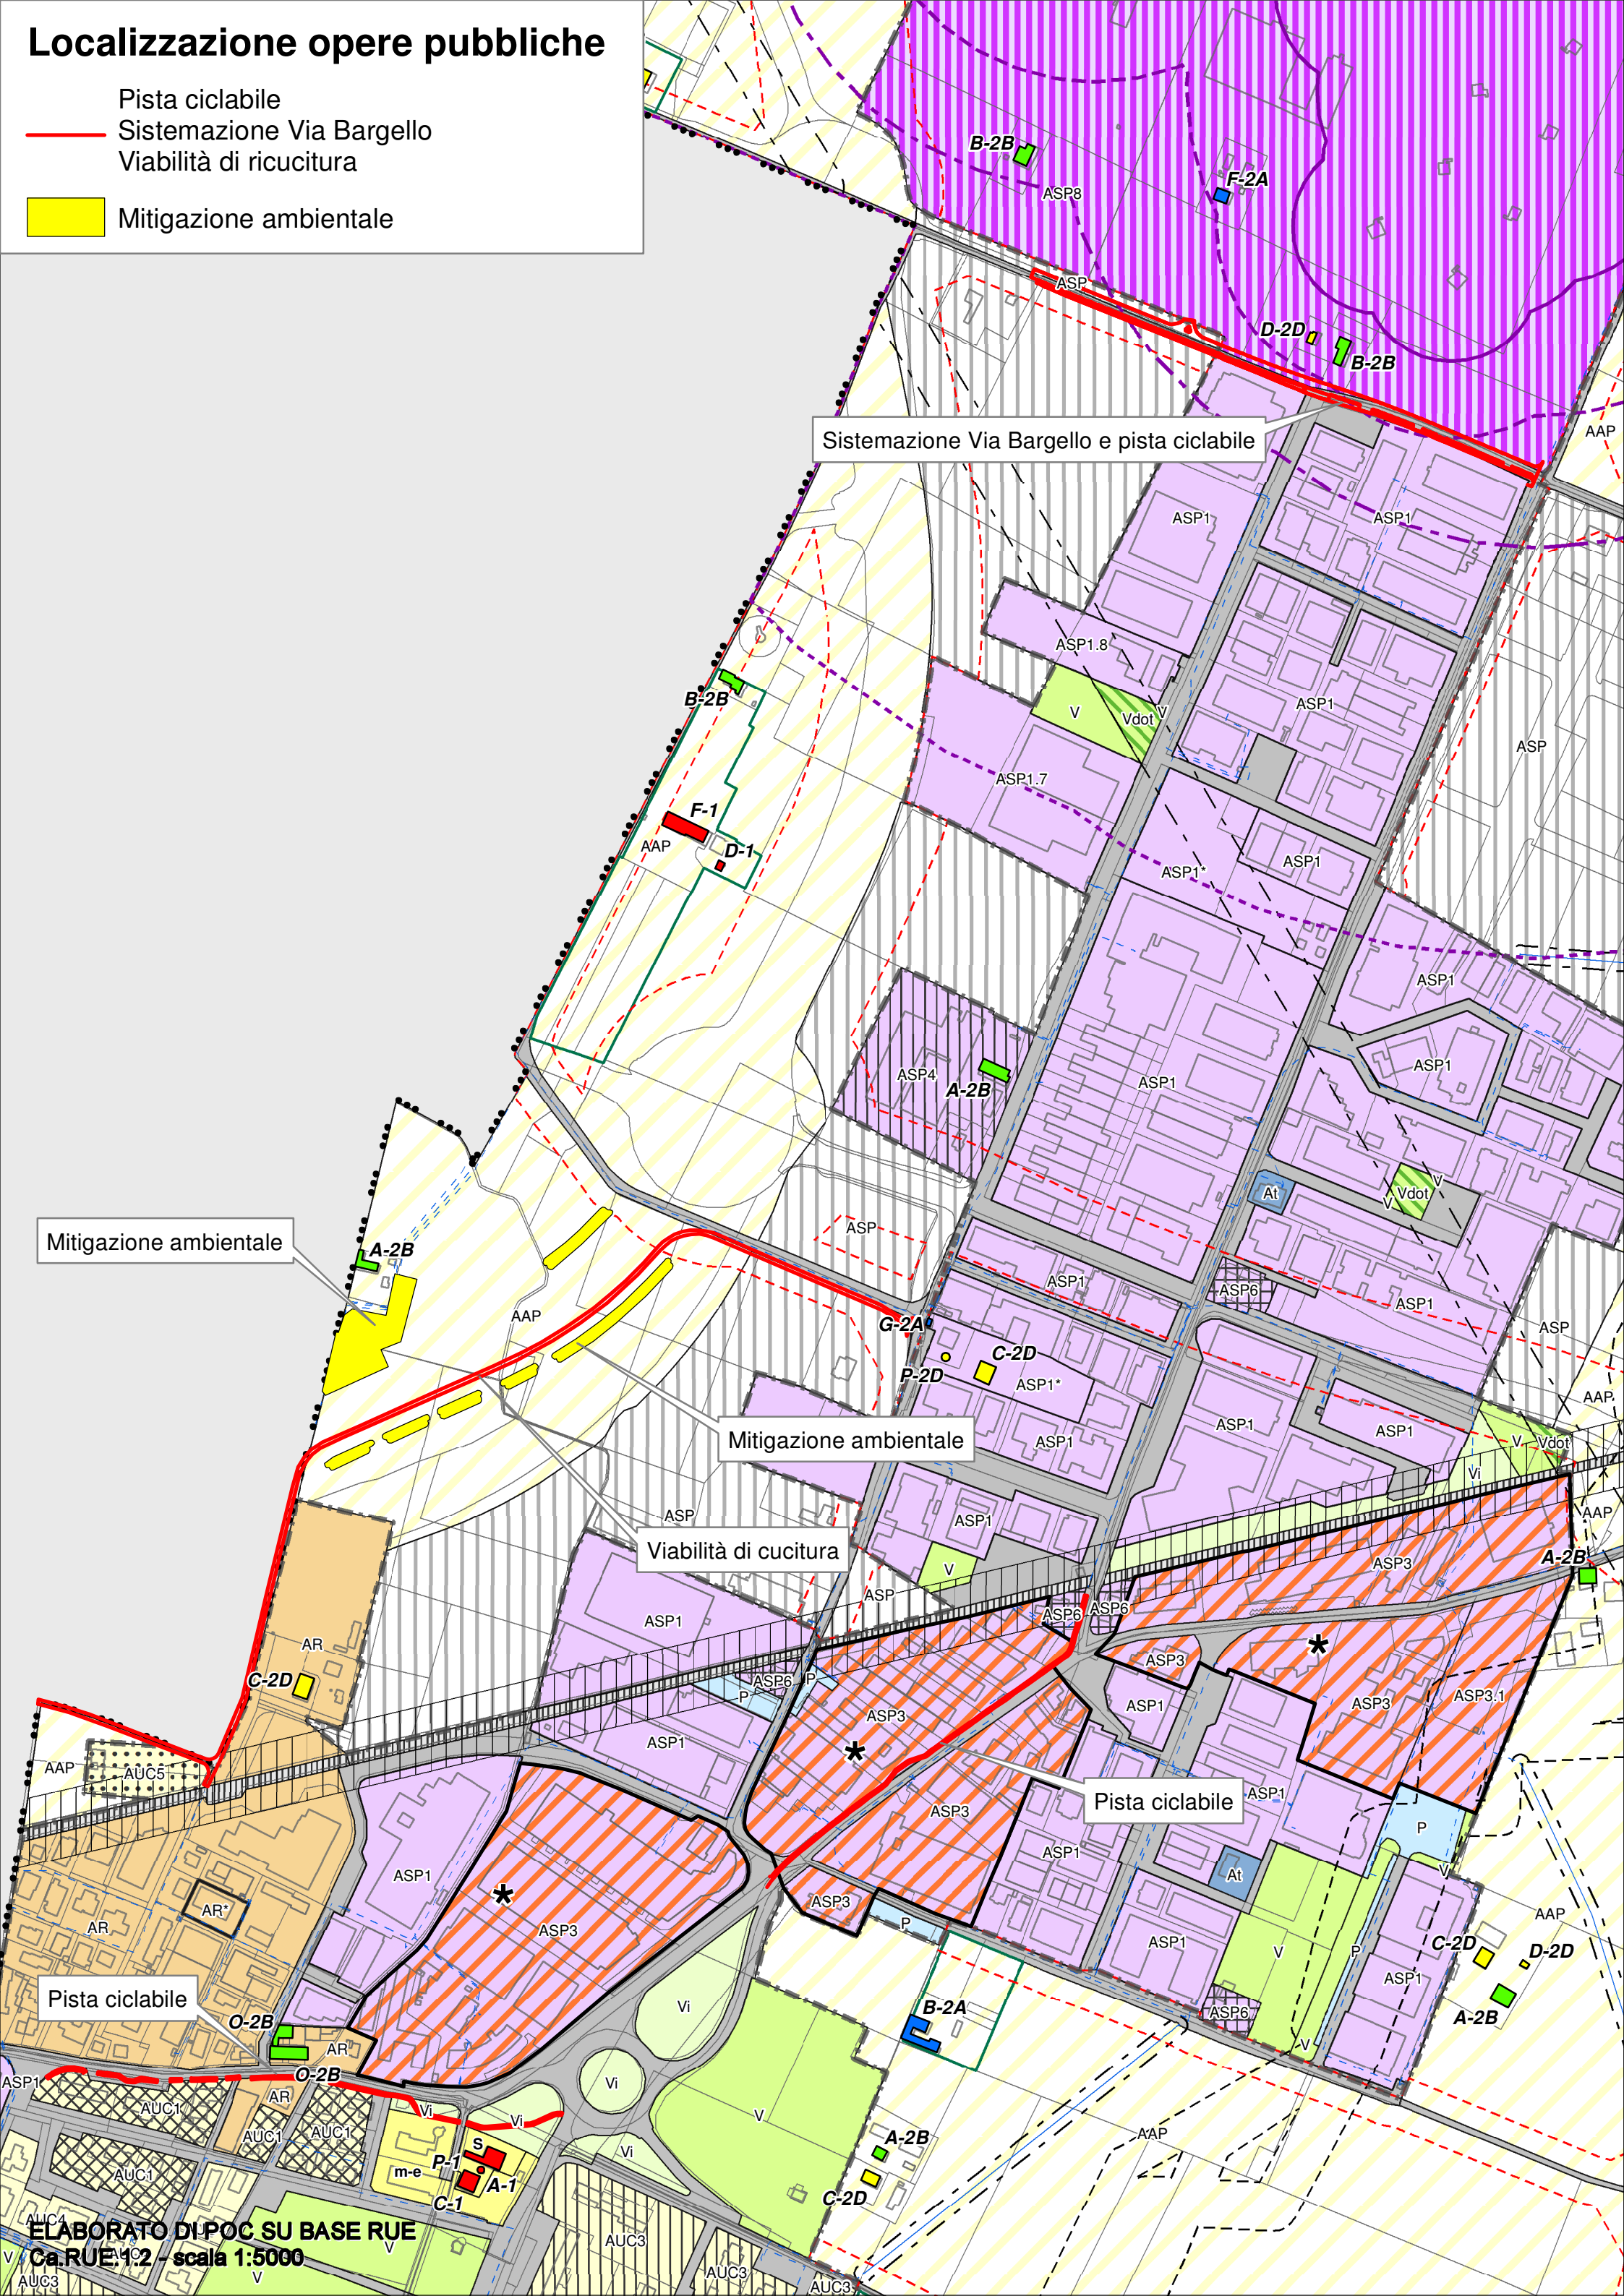 Localizzazione opere pubbliche
Pista ciclabile
Sistemazione Via Bargello
Viabilità di ricucitura
Mitigazione ambientale
B-2B
F-2A
ASP8
ASP
D-2D
B-2B
Sistemazione Via Bargello e pista ciclabile
AAP
ASP1
ASP1
ASP1.8
B-2B
V
Vdot
V
ASP1
ASP
ASP1.7
F-1
AAP
D-1
ASP1
ASP1*
ASP1
ASP4
A-2B
ASP1
ASP1
At
Vdot
V
V
Mitigazione ambientale
A-2B
ASP
AAP
ASP1
ASP6
ASP1
ASP
G-2A
C-2D
P-2D
ASP1*
AAP
Mitigazione ambientale
ASP1
ASP1
ASP1
V
Vdot
Vi
ASP
ASP1
AAP
Viabilità di cucitura
V
ASP3
A-2B
ASP
ASP1
ASP6
ASP6
AR
*
C-2D
ASP6
P
P
ASP3
ASP1
ASP3
ASP3
ASP3.1
ASP1
*
AAP
AUC5
Pista ciclabile
ASP1
ASP3
P
ASP1
ASP1
At
V
*
AR*
AR
ASP3
ASP3
P
AAP
ASP1
V
P
C-2D
D-2D
ASP1
Pista ciclabile
Vi
B-2A
ASP6
A-2B
O-2B
AR
V
O-2B
ASP1
AR
Vi
AUC1
Vi
Vi
V
AUC1
AUC1
Vi
AAP
S
A-2B
P-1
m-e
A-1
AUC1
C-1
C-2D
AUC4
ELABORATO DI POC SU BASE RUE
AUC3
V
V
Ca.RUE.1.2 - scala 1:5000
AUC3
V
AUC3
AUC3